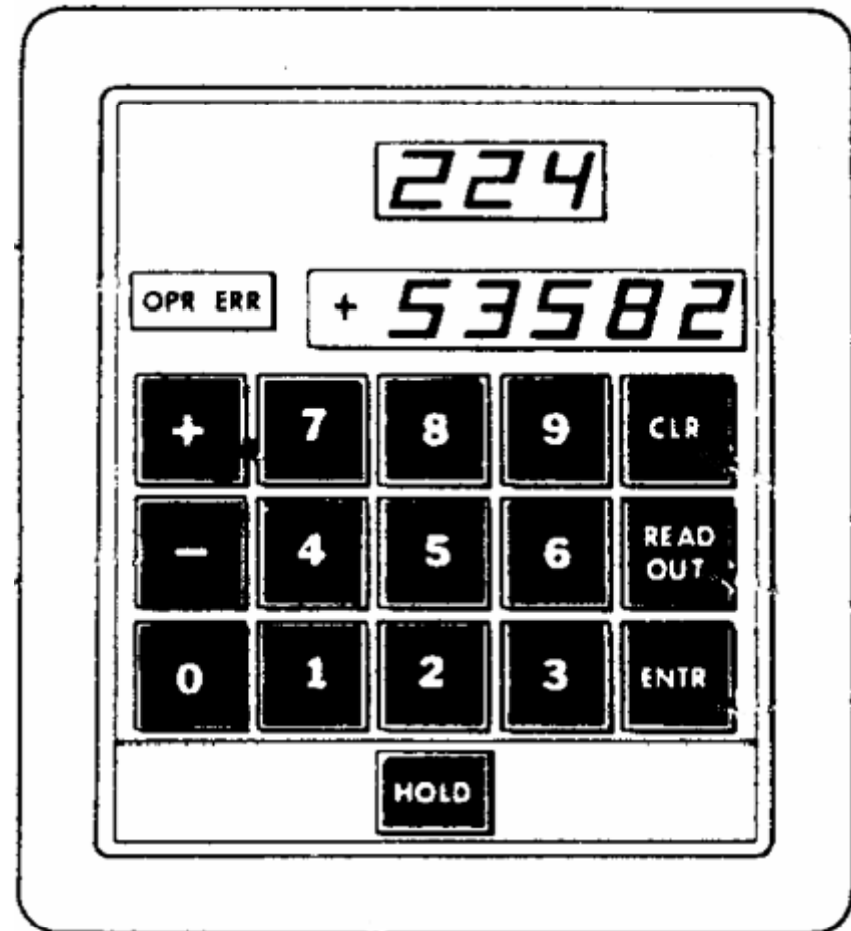 224
OPR ERR + 53582
+ 7 8 9 CLR
− 4 5 6 READ OUT
0 1 2 3 ENTR
HOLD